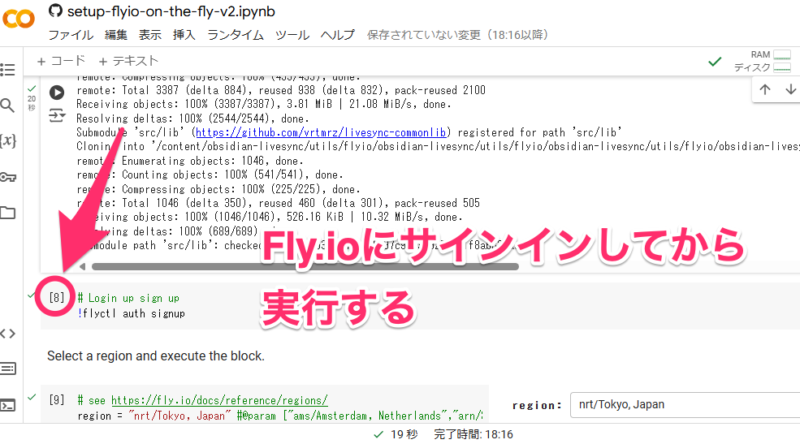 setup-flyio-on-the-fly-v2.ipynb
ファイル 編集 表示 挿入 ランタイム ツール ヘルプ 保存されていない変更（18:16以降）
+ コード + テキスト
RAM
ディスク
20
秒
remote: Compressing objects: 100% (453/453), done.
remote: Total 3387 (delta 884), reused 938 (delta 832), pack-reused 2100
Receiving objects: 100% (3387/3387), 3.81 MiB | 21.08 MiB/s, done.
Resolving deltas: 100% (2544/2544), done.
Submodule 'src/lib' (https://github.com/vrtmrz/livesync-commonlib) registered for path 'src/lib'
Cloning into '/content/obsidian-livesync/utils/flyio/obsidian-livesync/utils/flyio/obsidian-livesync/utils/flyio/obsidian-lives
remote: Enumerating objects: 1046, done.
remote: Counting objects: 100% (541/541), done.
remote: Compressing objects: 100% (225/225), done.
remote: Total 1046 (delta 350), reused 460 (delta 301), pack-reused 505
Receiving objects: 100% (1046/1046), 526.16 KiB | 10.32 MiB/s, done.
Resolving deltas: 100% (689/689)
Submodule path 'src/lib': checked
Fly.ioにサインインしてから
実行する
[8] # Login up sign up
!flyctl auth signup
Select a region and execute the block.
[9] # see https://fly.io/docs/reference/regions/
region = "nrt/Tokyo, Japan" #@param ["ams/Amsterdam, Netherlands","arn/
region: nrt/Tokyo, Japan
19 秒 完了時間: 18:16